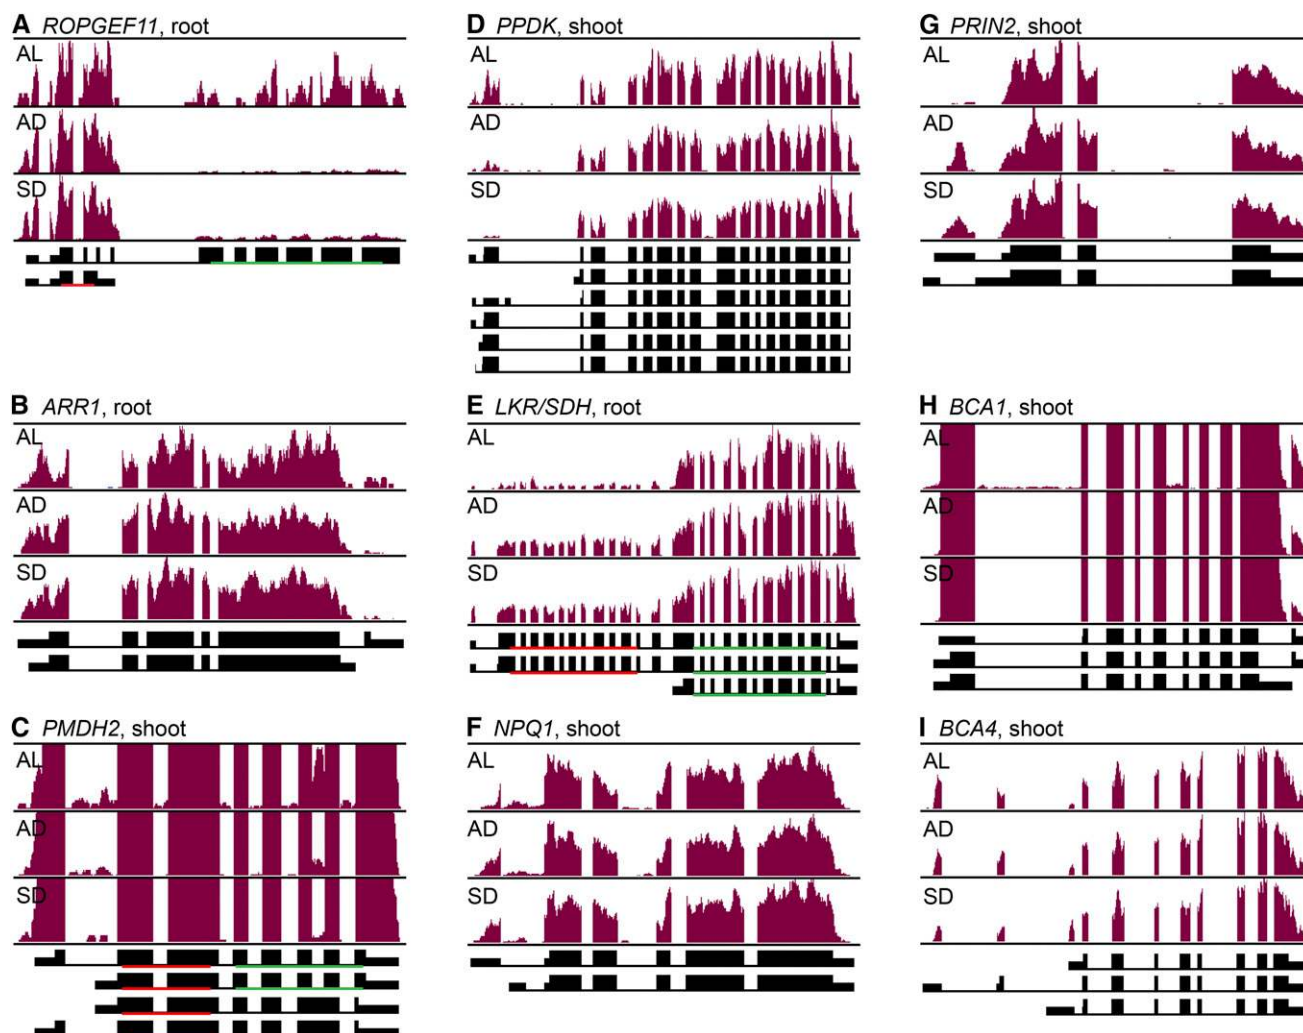 A ROPGEF11, root
AL
AD
SD
B ARR1, root
AL
AD
SD
C PMDH2, shoot
AL
AD
SD
D PPDK, shoot
AL
AD
SD
E LKR/SDH, root
AL
AD
SD
F NPQ1, shoot
AL
AD
SD
G PRIN2, shoot
AL
AD
SD
H BCA1, shoot
AL
AD
SD
I BCA4, shoot
AL
AD
SD